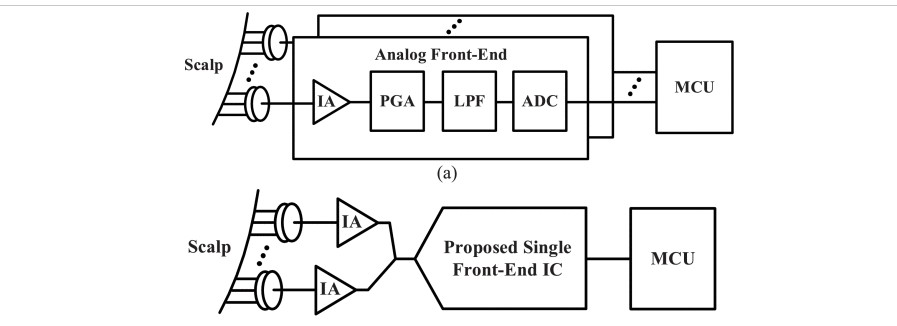 Analog Front-End
Scalp
IA
PGA
LPF
ADC
MCU
(a)
IA
Scalp
Proposed Single
Front-End IC
MCU
IA